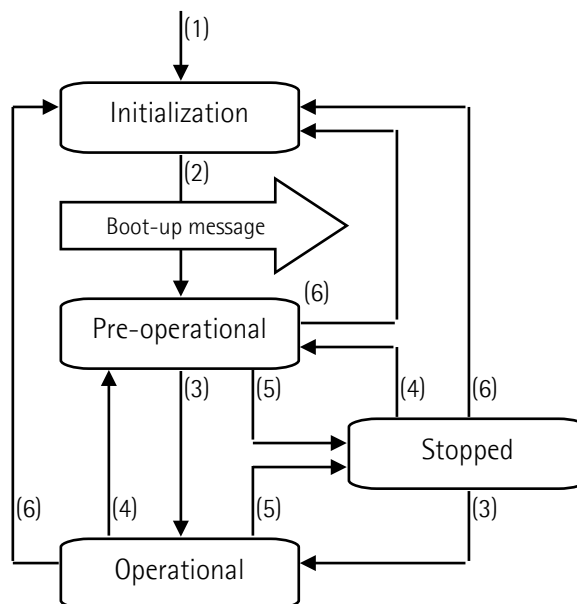 (1)
Initialization
(2)
Boot-up message
(6)
Pre-operational
(3)
(5)
(4)
(6)
Stopped
(6)
(4)
(5)
(3)
Operational